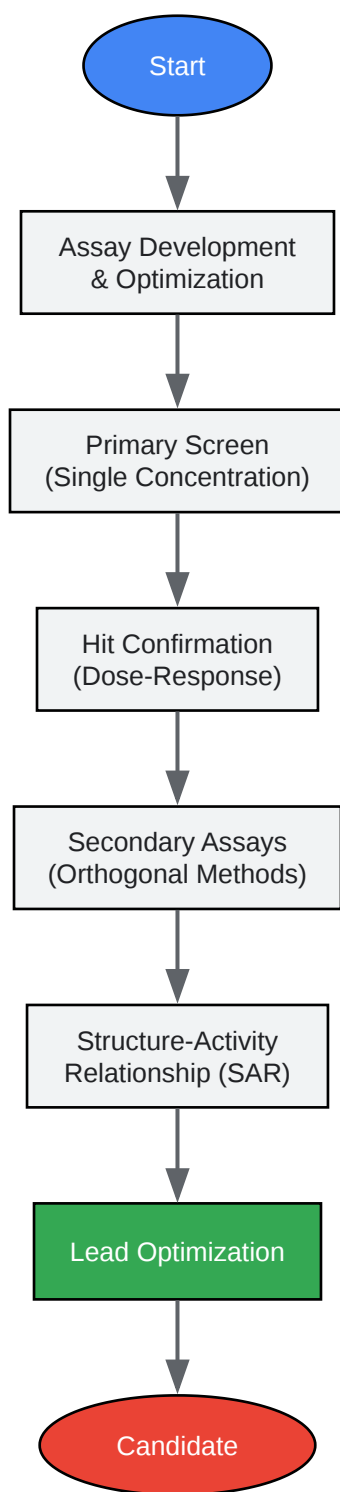 Start
Assay Development
& Optimization
Primary Screen
(Single Concentration)
Hit Confirmation
(Dose-Response)
Secondary Assays
(Orthogonal Methods)
Structure-Activity
Relationship (SAR)
Lead Optimization
Candidate